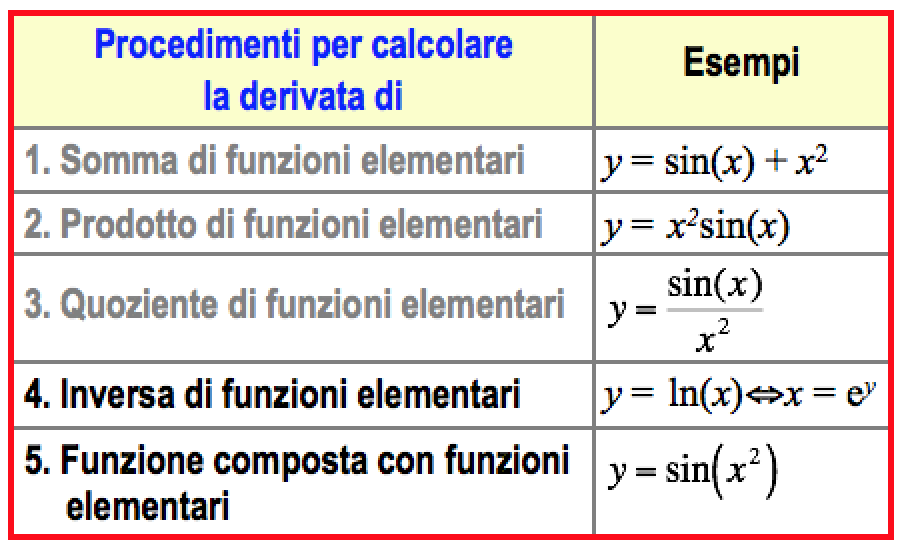 Procedimenti per calcolare
la derivata di
Esempi
1. Somma di funzioni elementari
y = sin(x) + x²
2. Prodotto di funzioni elementari
y = x²sin(x)
3. Quoziente di funzioni elementari
y = sin(x) / x²
4. Inversa di funzioni elementari
y = ln(x)⇔x = eʸ
5. Funzione composta con funzioni
elementari
y = sin(x²)